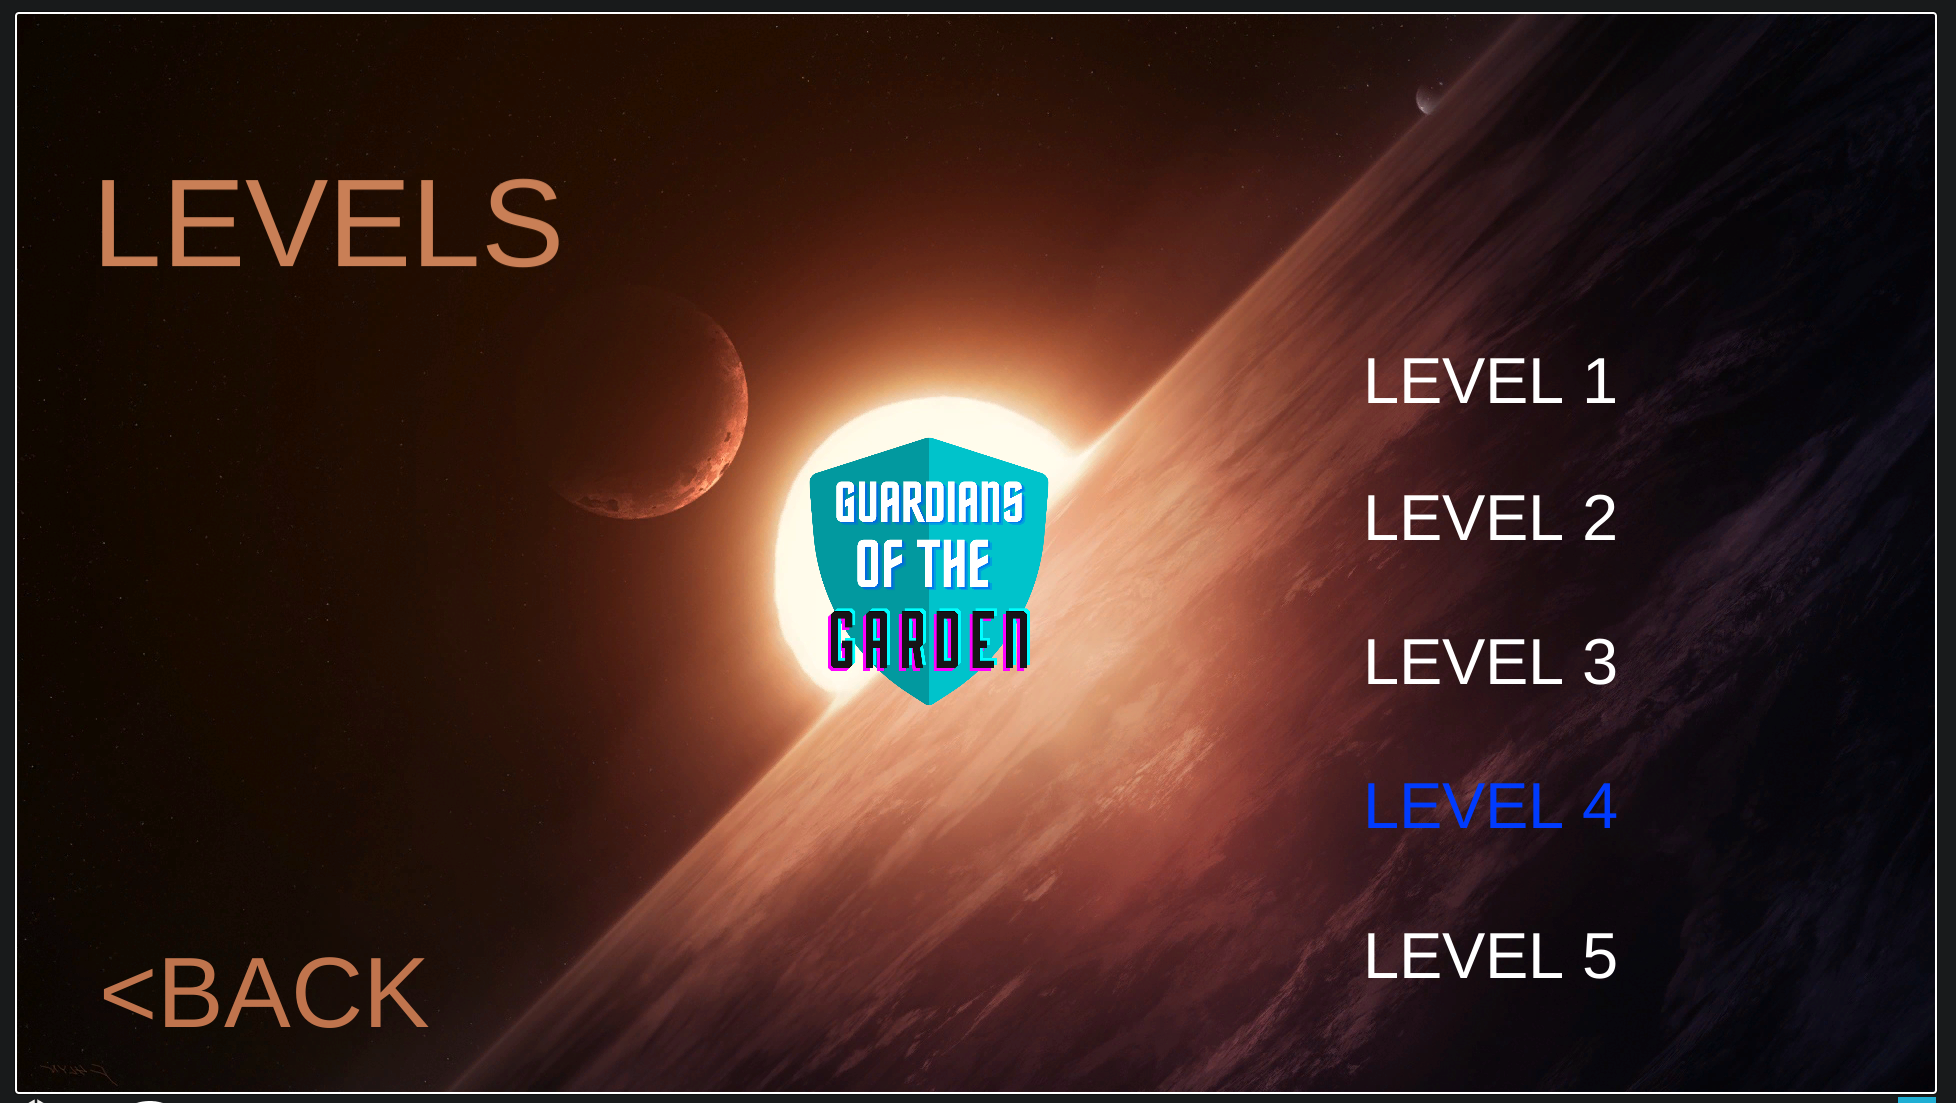 LEVELS
GUARDIANS
OF THE
GARDEN
LEVEL 1
LEVEL 2
LEVEL 3
LEVEL 4
LEVEL 5
<BACK